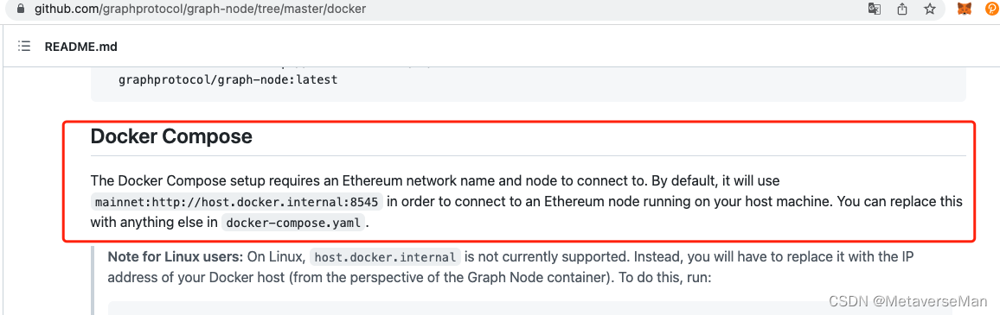 github.com/graphprotocol/graph-node/tree/master/docker
README.md
graphprotocol/graph-node:latest
Docker Compose
The Docker Compose setup requires an Ethereum network name and node to connect to. By default, it will use
mainnet:http://host.docker.internal:8545 in order to connect to an Ethereum node running on your host machine. You can replace this
with anything else in docker-compose.yaml.
Note for Linux users: On Linux, host.docker.internal is not currently supported. Instead, you will have to replace it with the IP
address of your Docker host (from the perspective of the Graph Node container). To do this, run:
CSDN @MetaverseMan